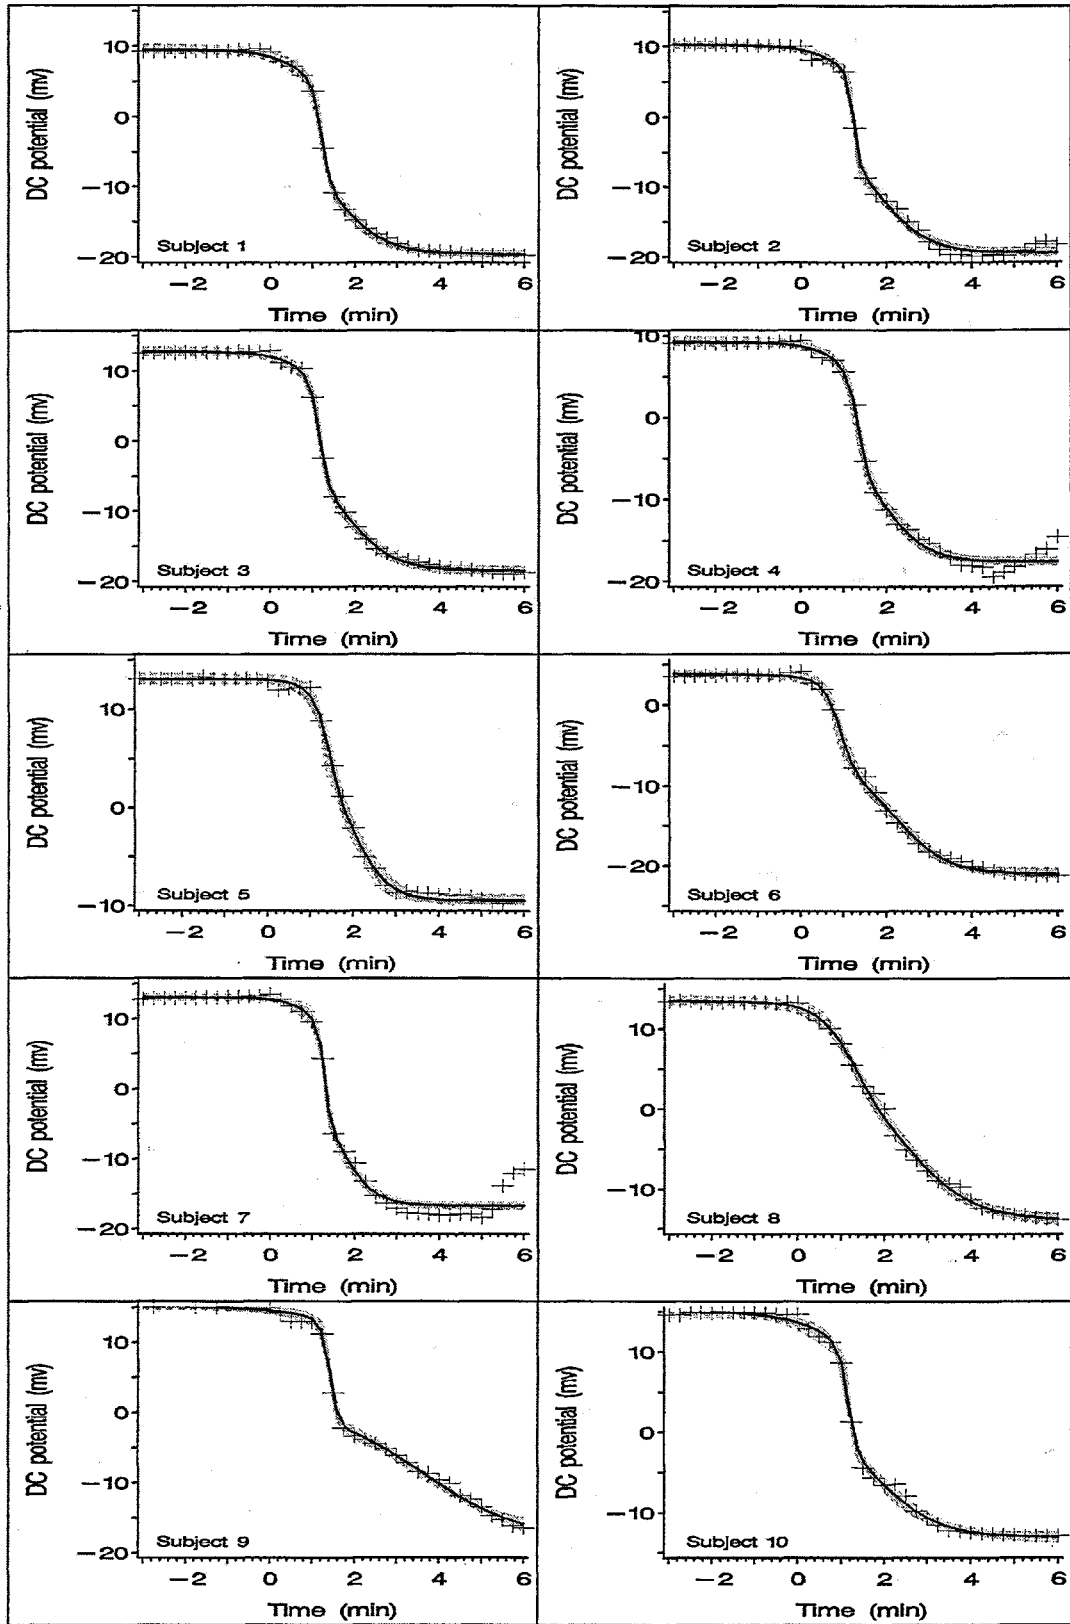 DC potential (mv)
10
0
−10
−20
Subject 1
−2 0 2 4 6
Time (min)
DC potential (mv)
10
0
−10
−20
Subject 2
−2 0 2 4 6
Time (min)
DC potential (mv)
10
0
−10
−20
Subject 3
−2 0 2 4 6
Time (min)
DC potential (mv)
10
0
−10
−20
Subject 4
−2 0 2 4 6
Time (min)
DC potential (mv)
10
0
−10
Subject 5
−2 0 2 4 6
Time (min)
DC potential (mv)
0
−10
−20
Subject 6
−2 0 2 4 6
Time (min)
DC potential (mv)
10
0
−10
−20
Subject 7
−2 0 2 4 6
Time (min)
DC potential (mv)
10
0
−10
Subject 8
−2 0 2 4 6
Time (min)
DC potential (mv)
10
0
−10
−20
Subject 9
−2 0 2 4 6
Time (min)
DC potential (mv)
10
0
−10
Subject 10
−2 0 2 4 6
Time (min)